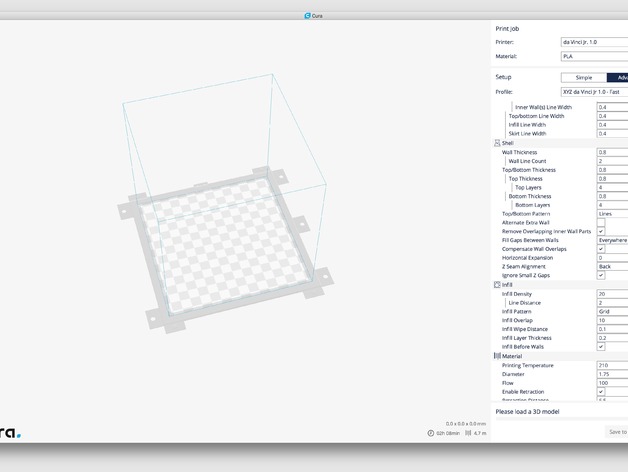 Cura
Print Job
Printer: da Vinci Jr. 1.0
Material: PLA
Setup Simple Adv
Profile: XYZ da Vinci Jr 1.0 - Fast
Inner Wall(s) Line Width 0.4
Top/bottom Line Width 0.4
Infill Line Width 0.4
Skirt Line Width 0.4
Shell
Wall Thickness 0.8
Wall Line Count 2
Top/Bottom Thickness 0.8
Top Thickness 0.8
Top Layers 4
Bottom Thickness 0.8
Bottom Layers 4
Top/Bottom Pattern Lines
Alternate Extra Wall
Remove Overlapping Inner Wall Parts
Fill Gaps Between Walls Everywhere
Compensate Wall Overlaps
Horizontal Expansion 0
Z Seam Alignment Back
Ignore Small Z Gaps
Infill
Infill Density 20
Line Distance 2
Infill Pattern Grid
Infill Overlap 10
Infill Wipe Distance 0.1
Infill Layer Thickness 0.2
Infill Before Walls
Material
Printing Temperature 210
Diameter 1.75
Flow 100
Enable Retraction
Retraction Distance
Please load a 3D model
0.0 x 0.0 x 0.0 mm
02h 08min 4.7 m
Save to
ra.